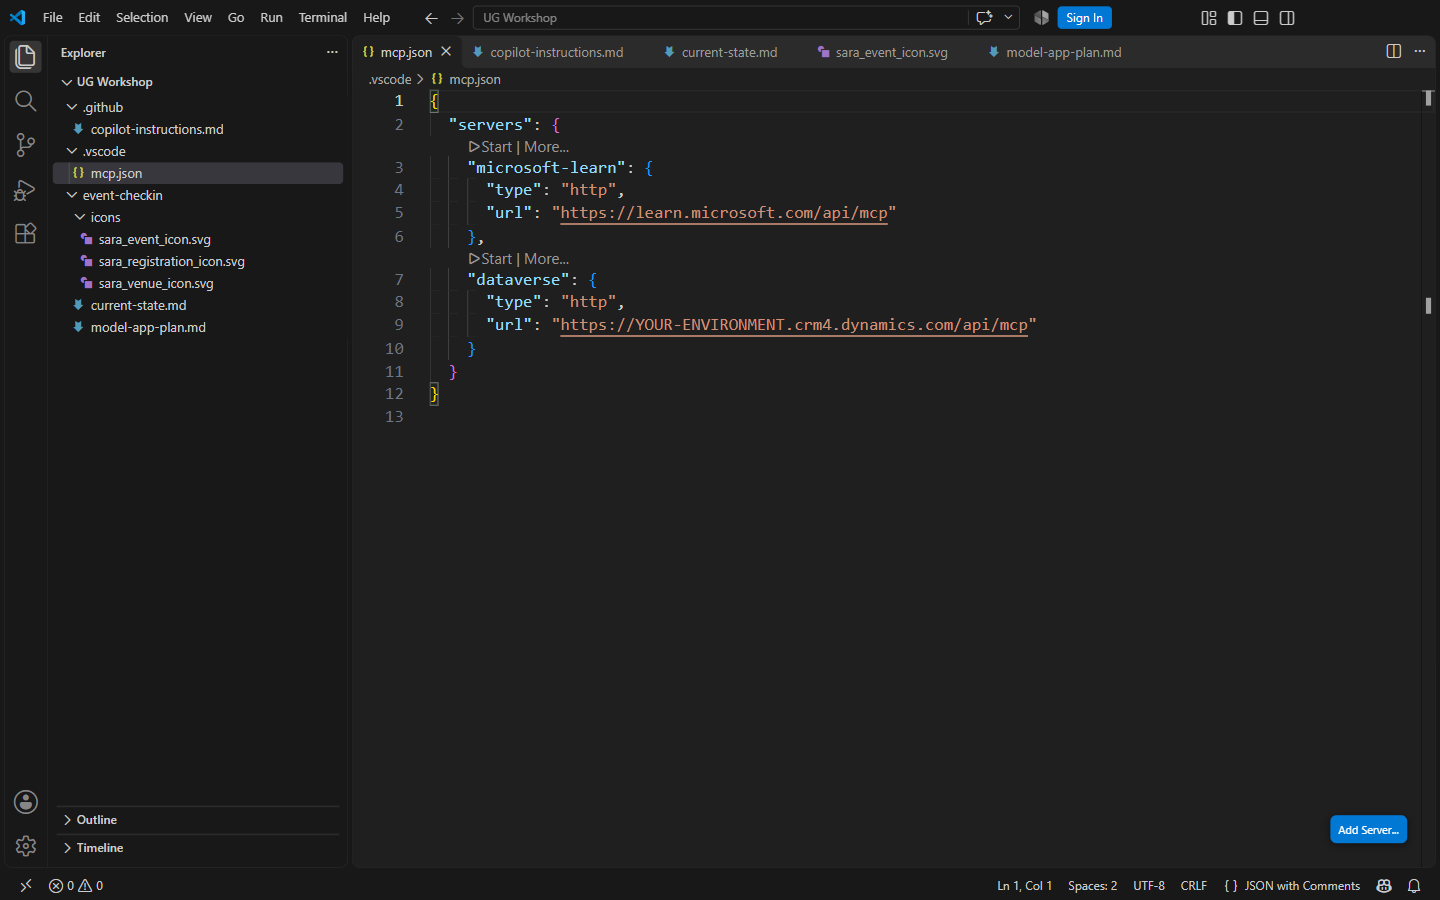 File Edit Selection View Go Run Terminal Help
UG Workshop
Sign In
Explorer
UG Workshop
.github
copilot-instructions.md
.vscode
mcp.json
event-checkin
icons
sara_event_icon.svg
sara_registration_icon.svg
sara_venue_icon.svg
current-state.md
model-app-plan.md
Outline
Timeline
mcp.json copilot-instructions.md current-state.md sara_event_icon.svg model-app-plan.md
.vscode > {} mcp.json
1 {
2 "servers": {
Start | More...
3 "microsoft-learn": {
4 "type": "http",
5 "url": "https://learn.microsoft.com/api/mcp"
6 },
Start | More...
7 "dataverse": {
8 "type": "http",
9 "url": "https://YOUR-ENVIRONMENT.crm4.dynamics.com/api/mcp"
10 }
11 }
12 }
13
Add Server...
0 0 Ln 1, Col 1 Spaces: 2 UTF-8 CRLF {} JSON with Comments